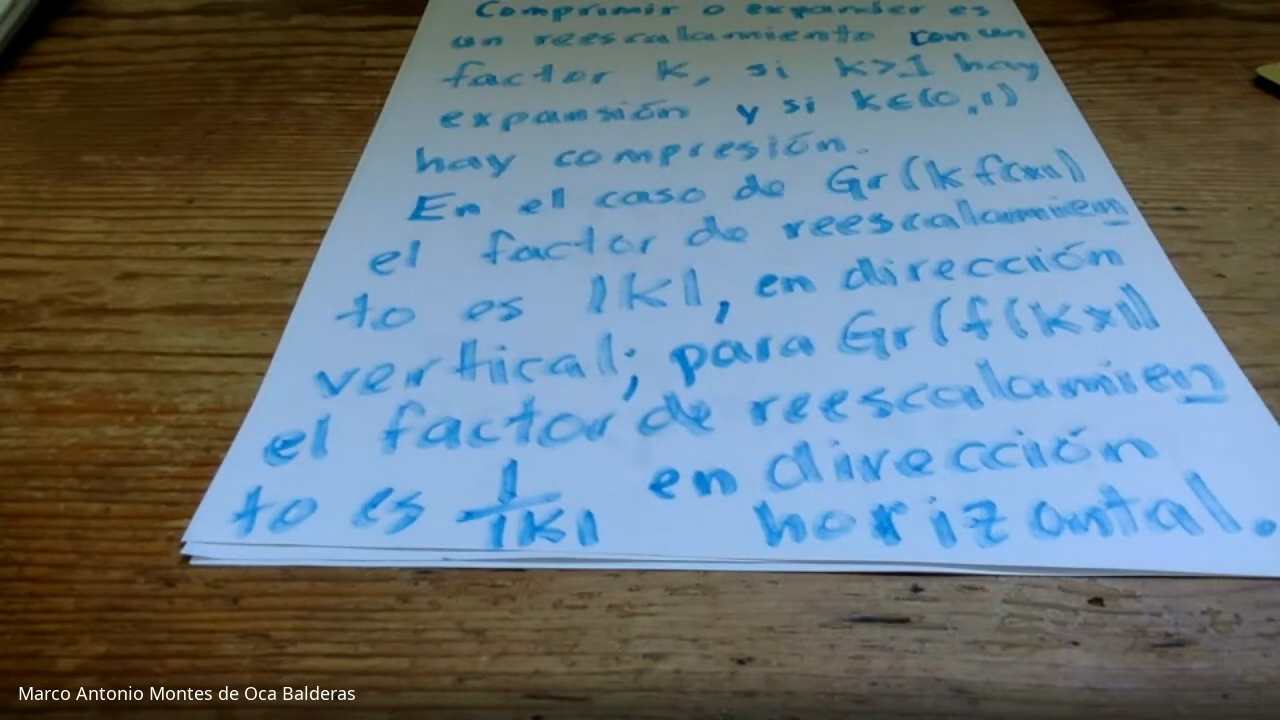 Comprimir o expander es
un reescalamiento con un
factor K, si K>1 hay
expansión y si K∈(0,1)
hay compresión.
En el caso de Gr(K f(x))
el factor de reescalamien
to es |K|, en dirección
vertical; para Gr(f(Kx))
el factor de reescalamien
to es 1/|K| en dirección
horizontal.
Marco Antonio Montes de Oca Balderas